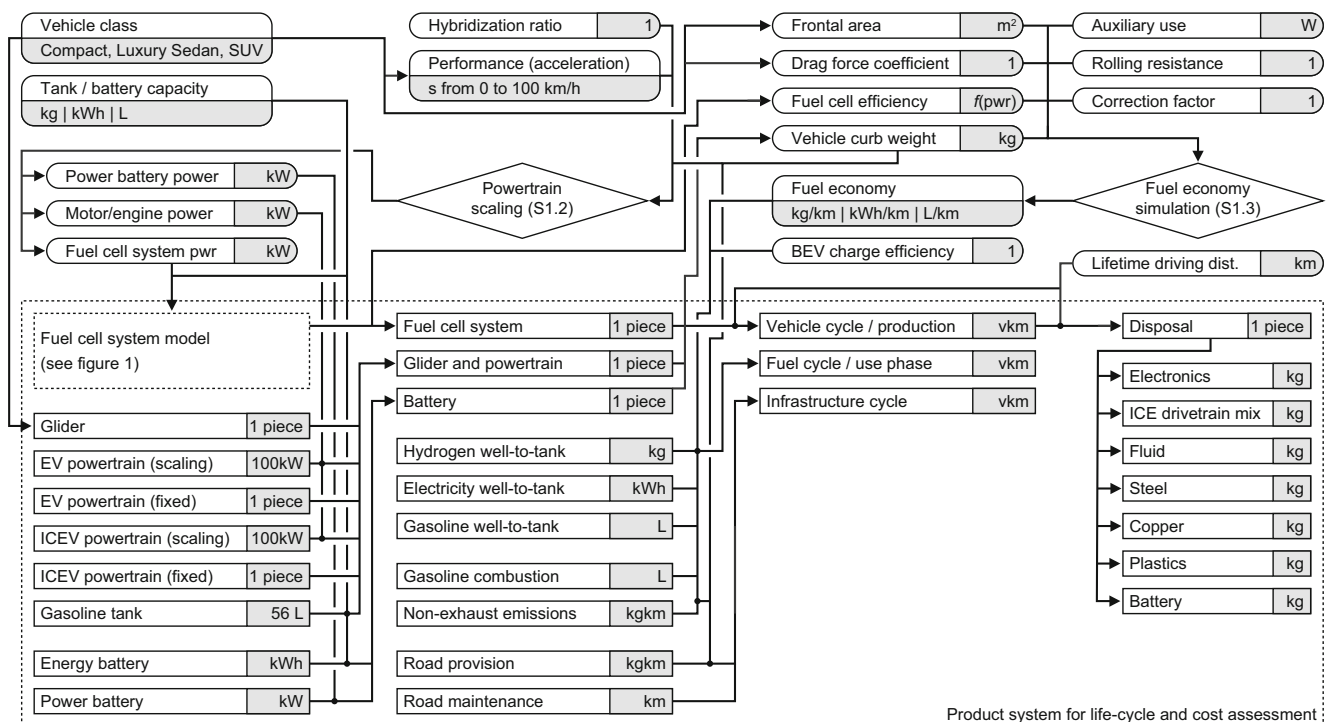 Vehicle class
Compact, Luxury Sedan, SUV
Tank / battery capacity
kg | kWh | L
Hybridization ratio 1
Performance (acceleration)
s from 0 to 100 km/h
Frontal area m²
Drag force coefficient 1
Fuel cell efficiency f(pwr)
Vehicle curb weight kg
Auxiliary use W
Rolling resistance 1
Correction factor 1
Power battery power kW
Motor/engine power kW
Fuel cell system pwr kW
Powertrain
scaling (S1.2)
Fuel economy
kg/km | kWh/km | L/km
BEV charge efficiency 1
Fuel economy
simulation (S1.3)
Lifetime driving dist. km
Fuel cell system model
(see figure 1)
Glider 1 piece
EV powertrain (scaling) 100kW
EV powertrain (fixed) 1 piece
ICEV powertrain (scaling) 100kW
ICEV powertrain (fixed) 1 piece
Gasoline tank 56 L
Energy battery kWh
Power battery kW
Fuel cell system 1 piece
Glider and powertrain 1 piece
Battery 1 piece
Hydrogen well-to-tank kg
Electricity well-to-tank kWh
Gasoline well-to-tank L
Gasoline combustion L
Non-exhaust emissions kgkm
Road provision kgkm
Road maintenance km
Vehicle cycle / production vkm
Fuel cycle / use phase vkm
Infrastructure cycle vkm
Disposal 1 piece
Electronics kg
ICE drivetrain mix kg
Fluid kg
Steel kg
Copper kg
Plastics kg
Battery kg
Product system for life-cycle and cost assessment